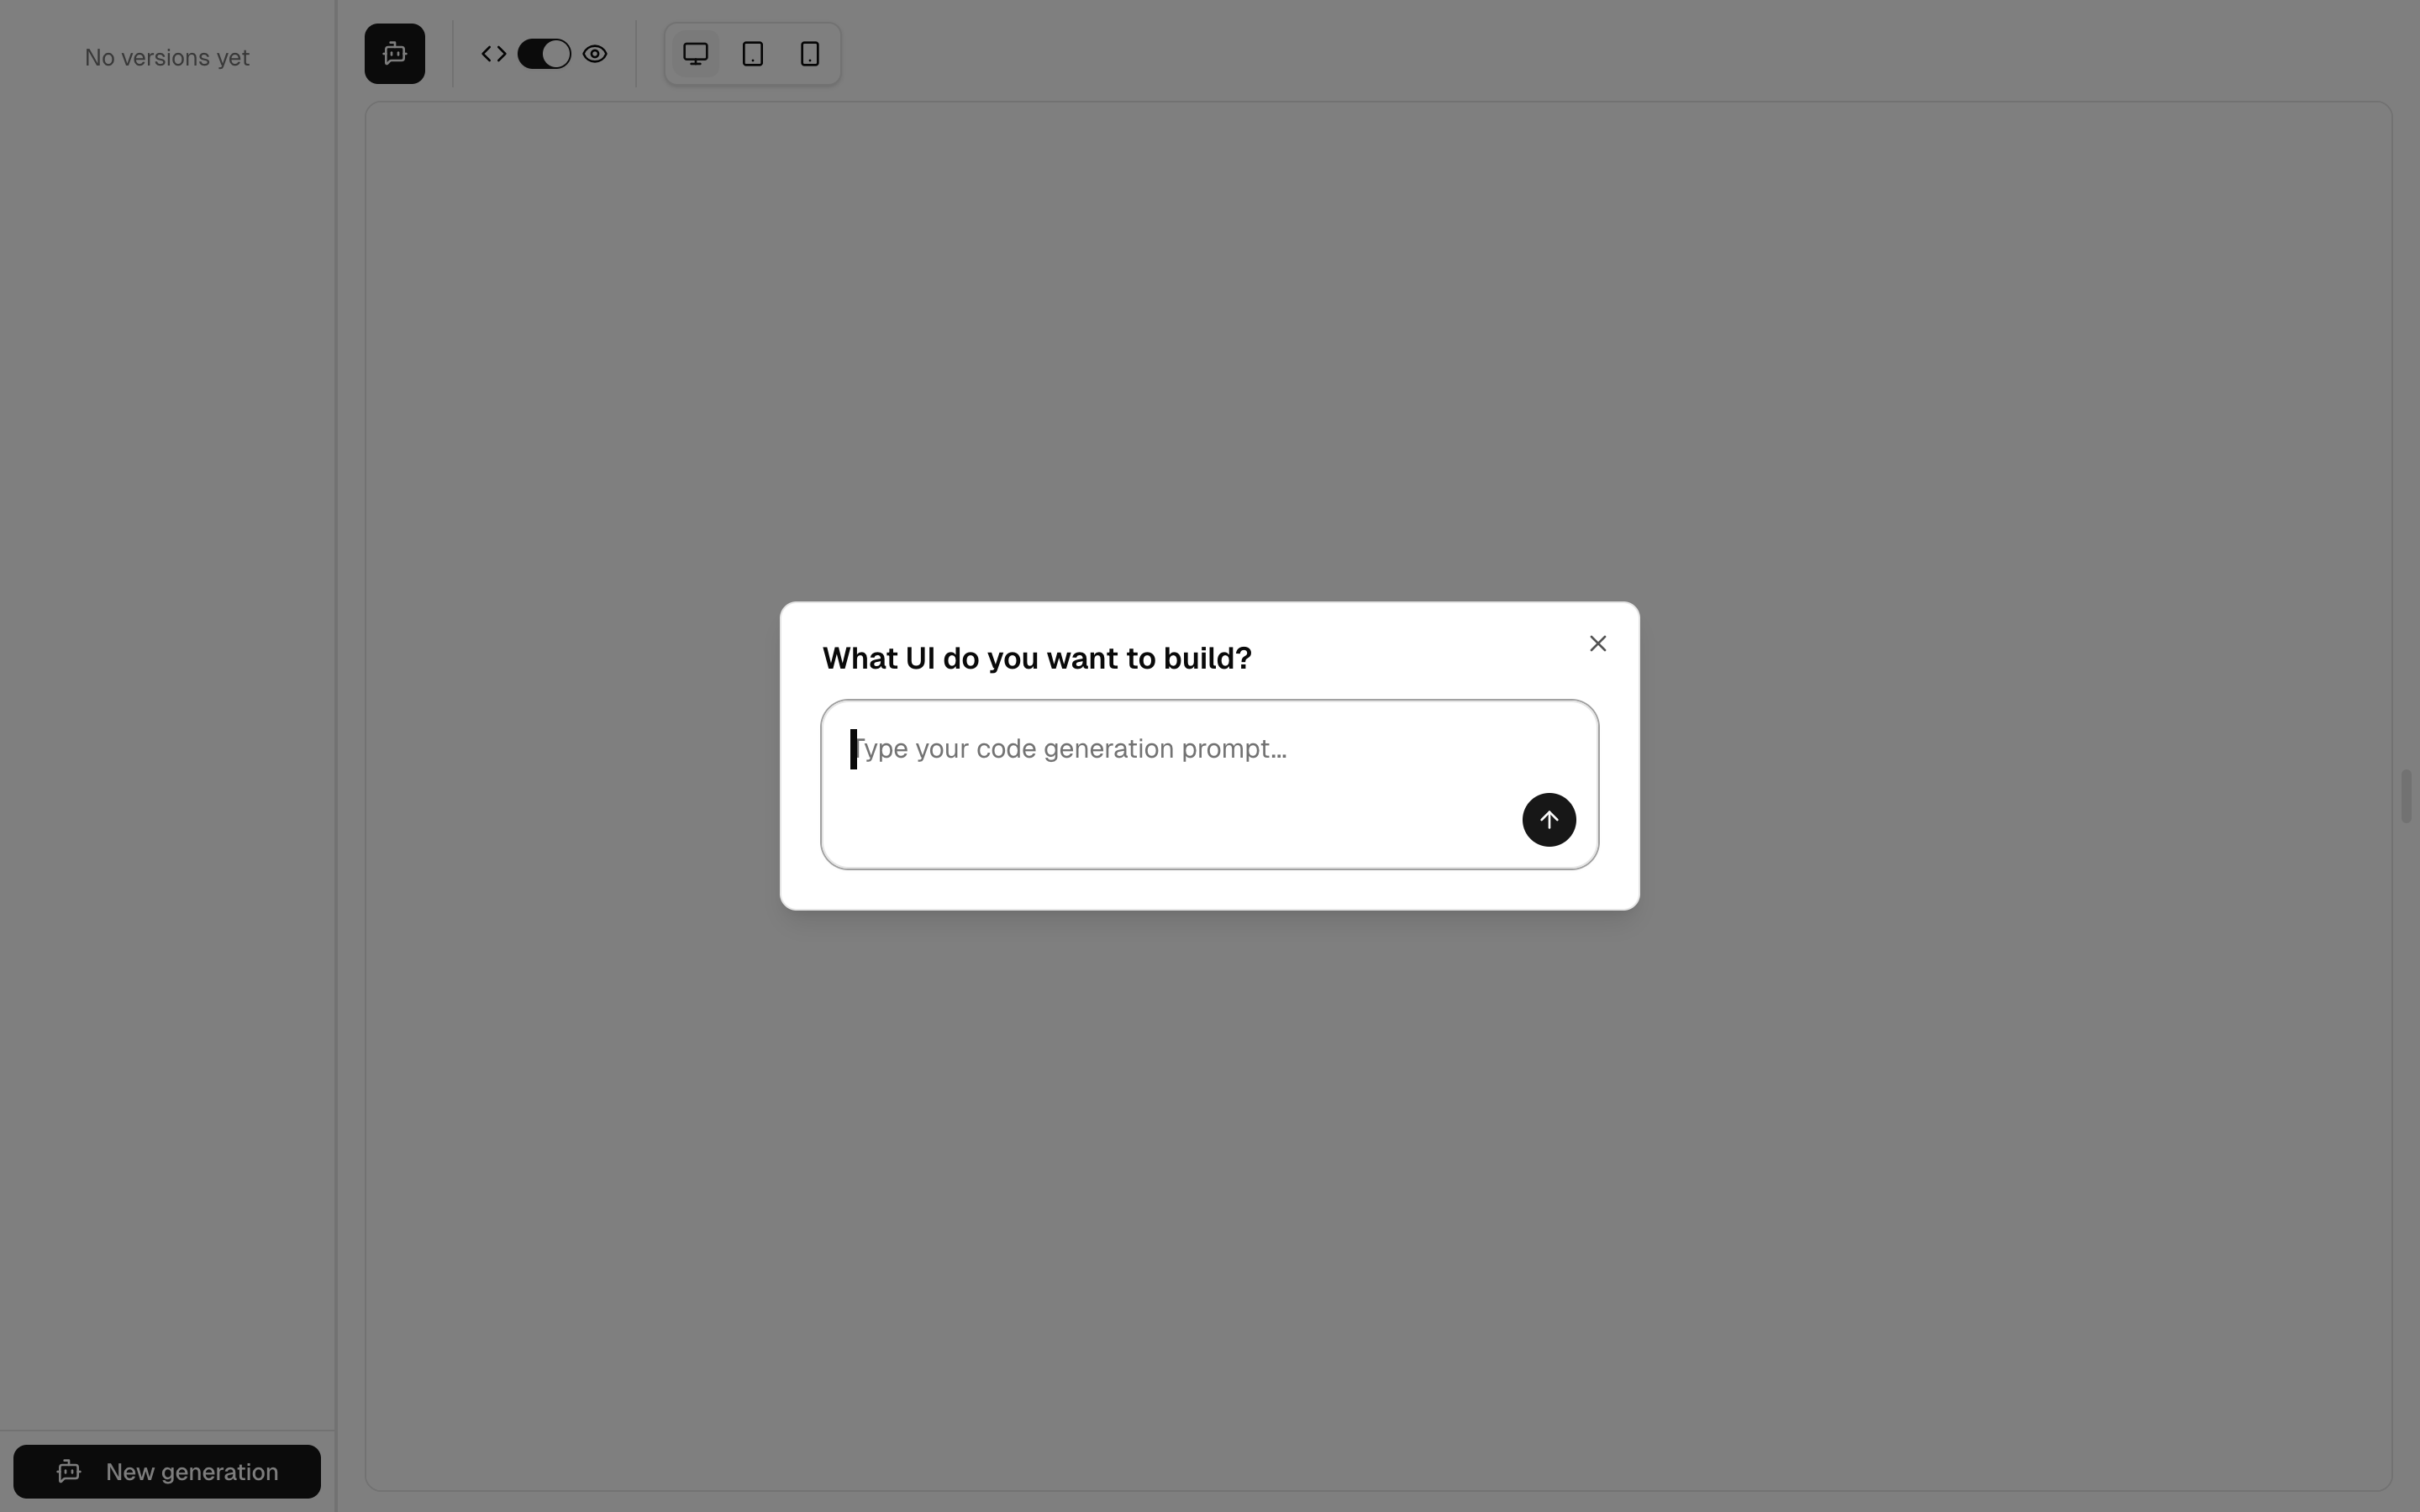 No versions yet
What UI do you want to build?
Type your code generation prompt...
New generation